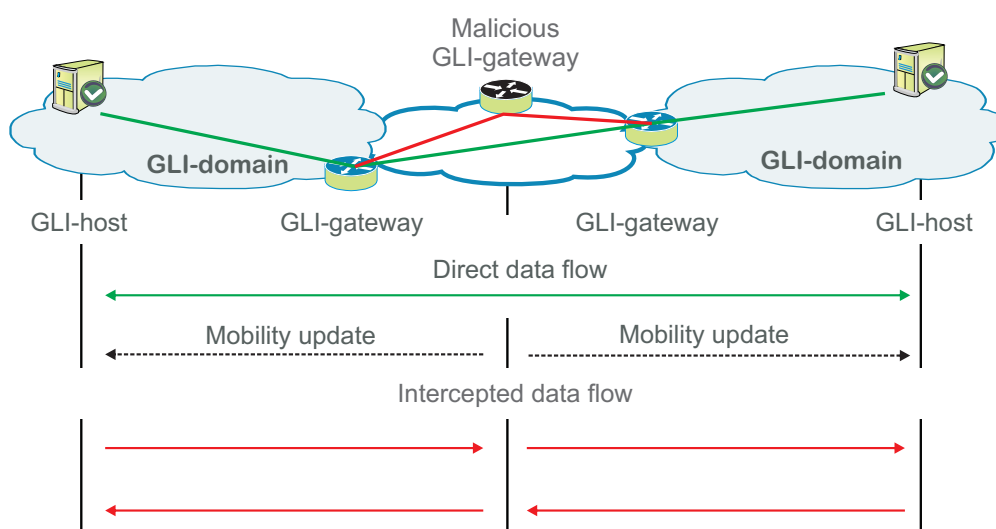 Malicious
GLI-gateway
GLI-domain
GLI-domain
GLI-host
GLI-gateway
GLI-gateway
GLI-host
Direct data flow
Mobility update
Mobility update
Intercepted data flow